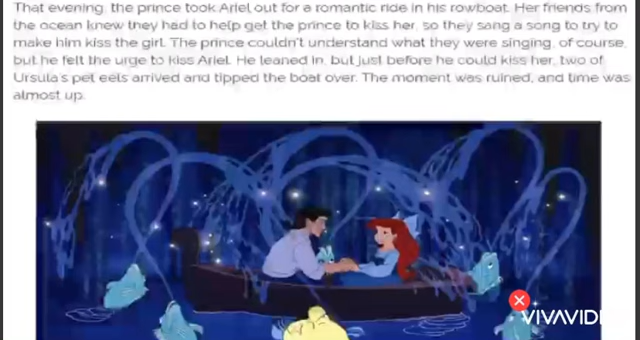 That evening, the prince took Ariel out for a romantic ride in his rowboat. Her friends from
the ocean knew they had to help get the prince to kiss her, so they sang a song to try to
make him kiss the girl. The prince couldn't understand what they were singing, of course,
but he felt the urge to kiss Ariel. He leaned in, but just before he could kiss her, two of
Ursula's pet eels arrived and tipped the boat over. The moment was ruined, and time was
almost up.
VIVAVIDE